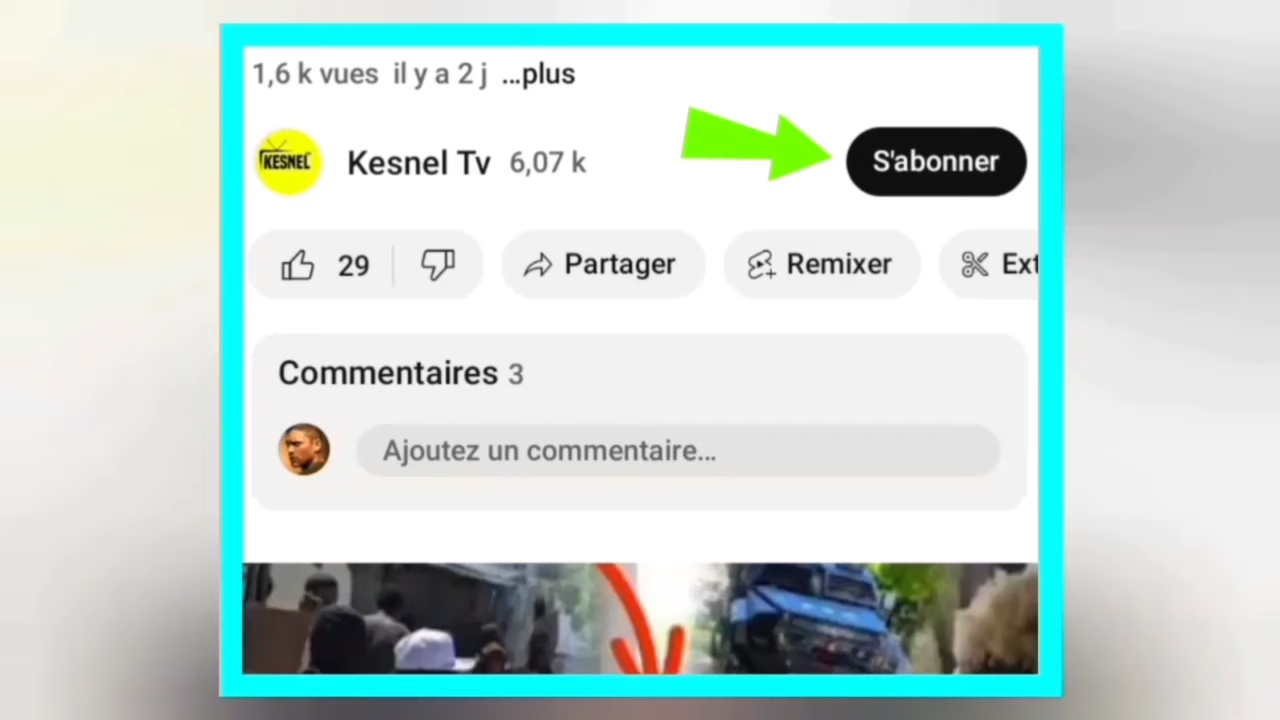 1,6 k vues il y a 2 j ...plus
KESNEL
Kesnel Tv 6,07 k
S'abonner
29
Partager
Remixer
Ext
Commentaires 3
Ajoutez un commentaire...